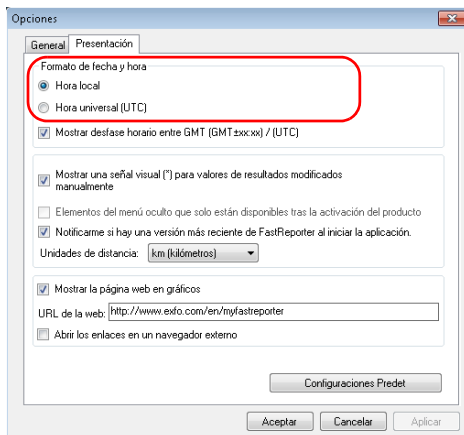 Opciones
General
Presentación
Formato de fecha y hora
Hora local
Hora universal (UTC)
Mostrar desfase horario entre GMT (GMT±xx:xx) / (UTC)
Mostrar una señal visual (*) para valores de resultados modificados
manualmente
Elementos del menú oculto que solo están disponibles tras la activación del producto
Notificarme si hay una versión más reciente de FastReporter al iniciar la aplicación.
Unidades de distancia: km (kilómetros)
Mostrar la página web en gráficos
URL de la web: http://www.exfo.com/en/myfastreporter
Abrir los enlaces en un navegador externo
Configuraciones Predet
Aceptar
Cancelar
Aplicar